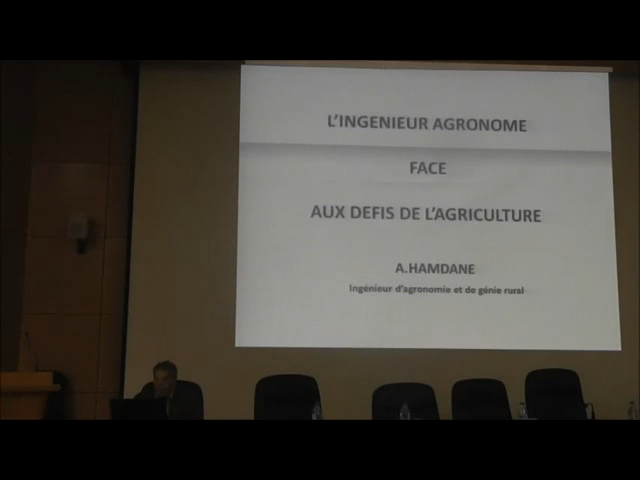 L'INGENIEUR AGRONOME
FACE
AUX DEFIS DE L'AGRICULTURE
A.HAMDANE
Ingénieur d'agronomie et de génie rural